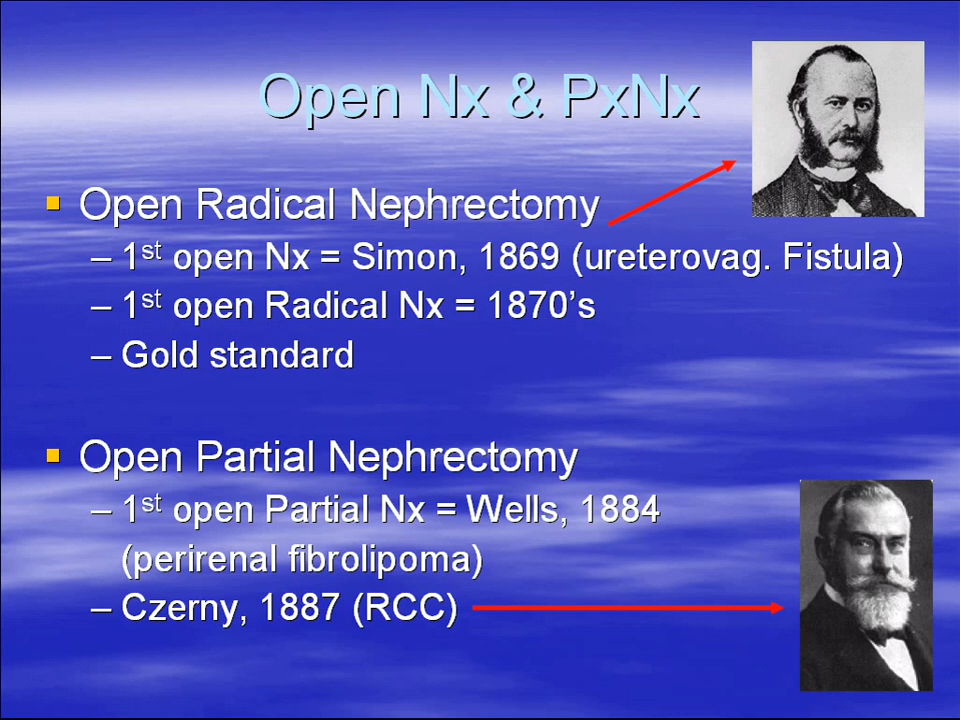 Open Nx & PxNx
Open Radical Nephrectomy
– 1st open Nx = Simon, 1869 (ureterovag. Fistula)
– 1st open Radical Nx = 1870’s
– Gold standard
Open Partial Nephrectomy
– 1st open Partial Nx = Wells, 1884
(perirenal fibrolipoma)
– Czerny, 1887 (RCC)